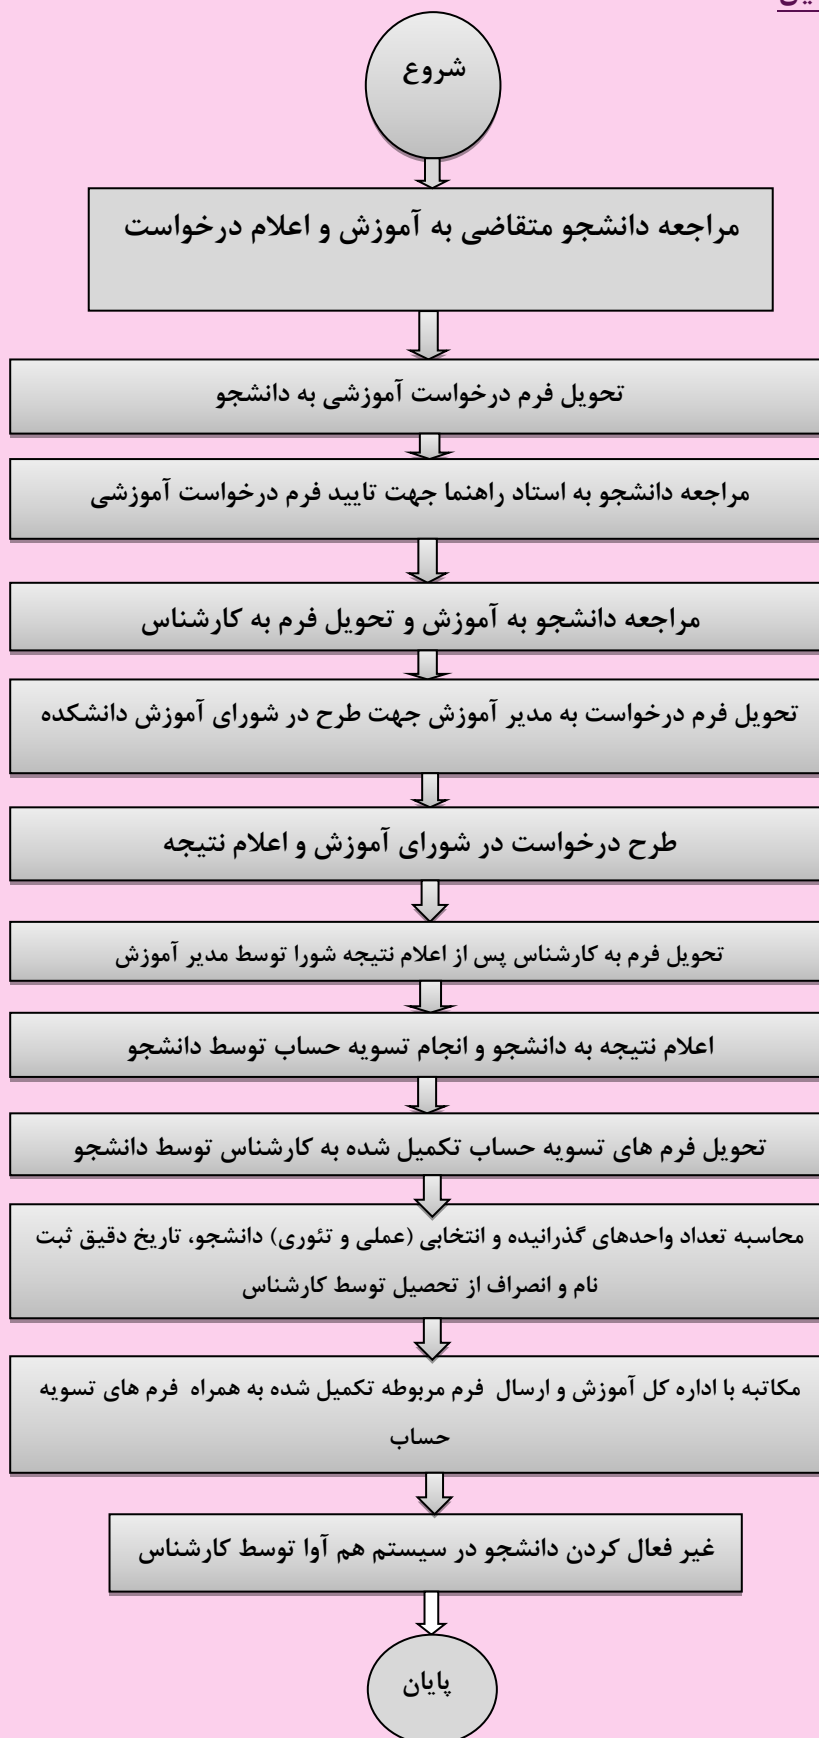 شروع
مراجعه دانشجو متقاضی به آموزش و اعلام درخواست
تحویل فرم درخواست آموزشی به دانشجو
مراجعه دانشجو به استاد راهنما جهت تایید فرم درخواست آموزشی
مراجعه دانشجو به آموزش و تحویل فرم به کارشناس
تحویل فرم درخواست به مدیر آموزش جهت طرح در شورای آموزش دانشکده
طرح درخواست در شورای آموزش و اعلام نتیجه
تحویل فرم به کارشناس پس از اعلام نتیجه شورا توسط مدیر آموزش
اعلام نتیجه به دانشجو و انجام تسویه حساب توسط دانشجو
تحویل فرم های تسویه حساب تکمیل شده به کارشناس توسط دانشجو
محاسبه تعداد واحدهای گذرانیده و انتخابی (عملی و تئوری) دانشجو، تاریخ دقیق ثبت
نام و انصراف از تحصیل توسط کارشناس
مکاتبه با اداره کل آموزش و ارسال فرم مربوطه تکمیل شده به همراه فرم های تسویه
حساب
غیر فعال کردن دانشجو در سیستم هم آوا توسط کارشناس
پایان